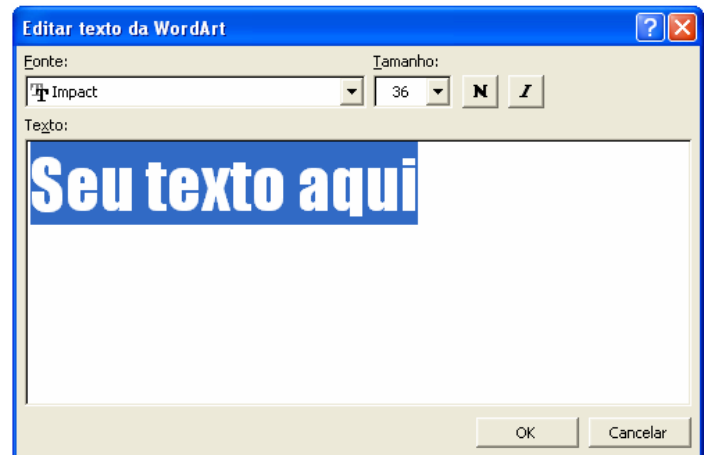 Editar texto da WordArt
Fonte: Tamanho:
Impact 36 N I
Texto:
Seu texto aqui
OK Cancelar